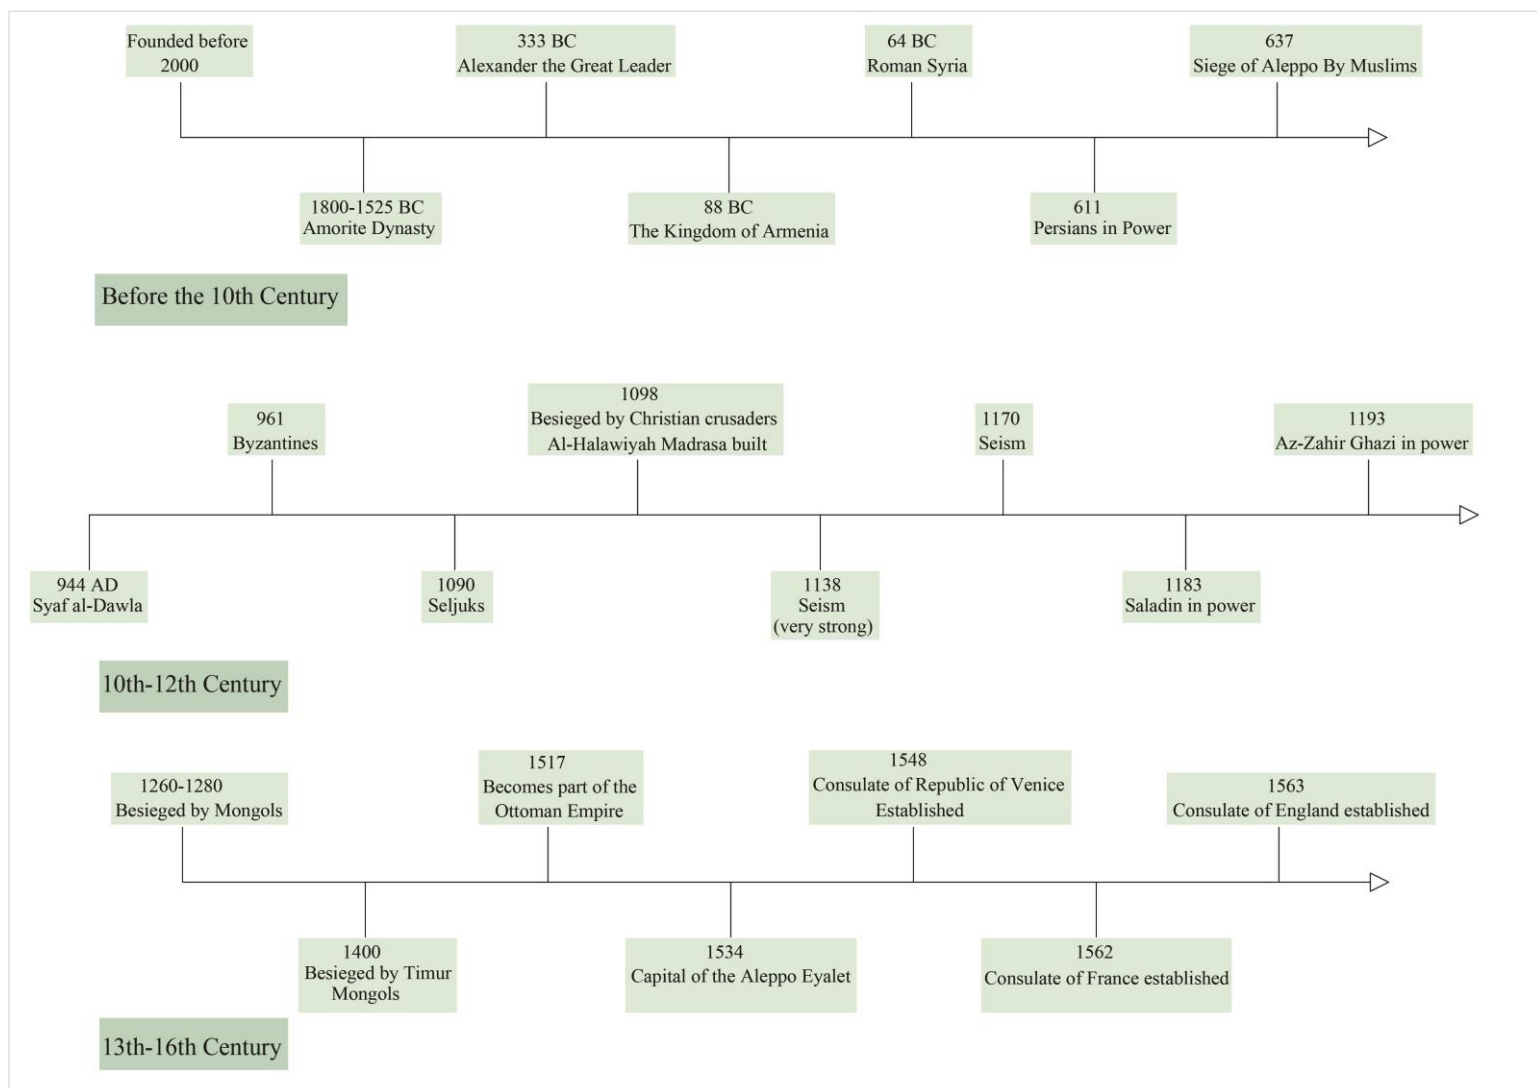 Founded before
2000
333 BC
Alexander the Great Leader
64 BC
Roman Syria
637
Siege of Aleppo By Muslims
1800-1525 BC
Amorite Dynasty
88 BC
The Kingdom of Armenia
611
Persians in Power
Before the 10th Century
961
Byzantines
1098
Besieged by Christian crusaders
Al-Halawiyah Madrasa built
1170
Seism
1193
Az-Zahir Ghazi in power
944 AD
Syaf al-Dawla
1090
Seljuks
1138
Seism
(very strong)
1183
Saladin in power
10th-12th Century
1260-1280
Besieged by Mongols
1517
Becomes part of the
Ottoman Empire
1548
Consulate of Republic of Venice
Established
1563
Consulate of England established
1400
Besieged by Timur
Mongols
1534
Capital of the Aleppo Eyalet
1562
Consulate of France established
13th-16th Century